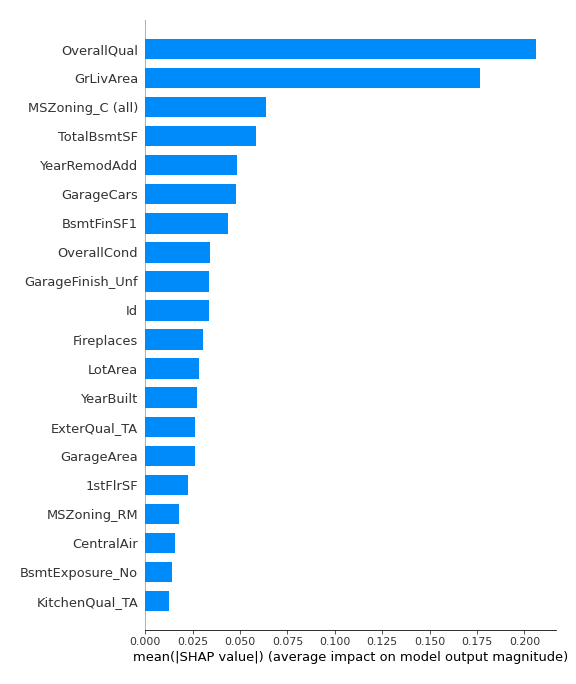 OverallQual
GrLivArea
MSZoning_C (all)
TotalBsmtSF
YearRemodAdd
GarageCars
BsmtFinSF1
OverallCond
GarageFinish_Unf
Id
Fireplaces
LotArea
YearBuilt
ExterQual_TA
GarageArea
1stFlrSF
MSZoning_RM
CentralAir
BsmtExposure_No
KitchenQual_TA
0.000 0.025 0.050 0.075 0.100 0.125 0.150 0.175 0.200
mean(|SHAP value|) (average impact on model output magnitude)